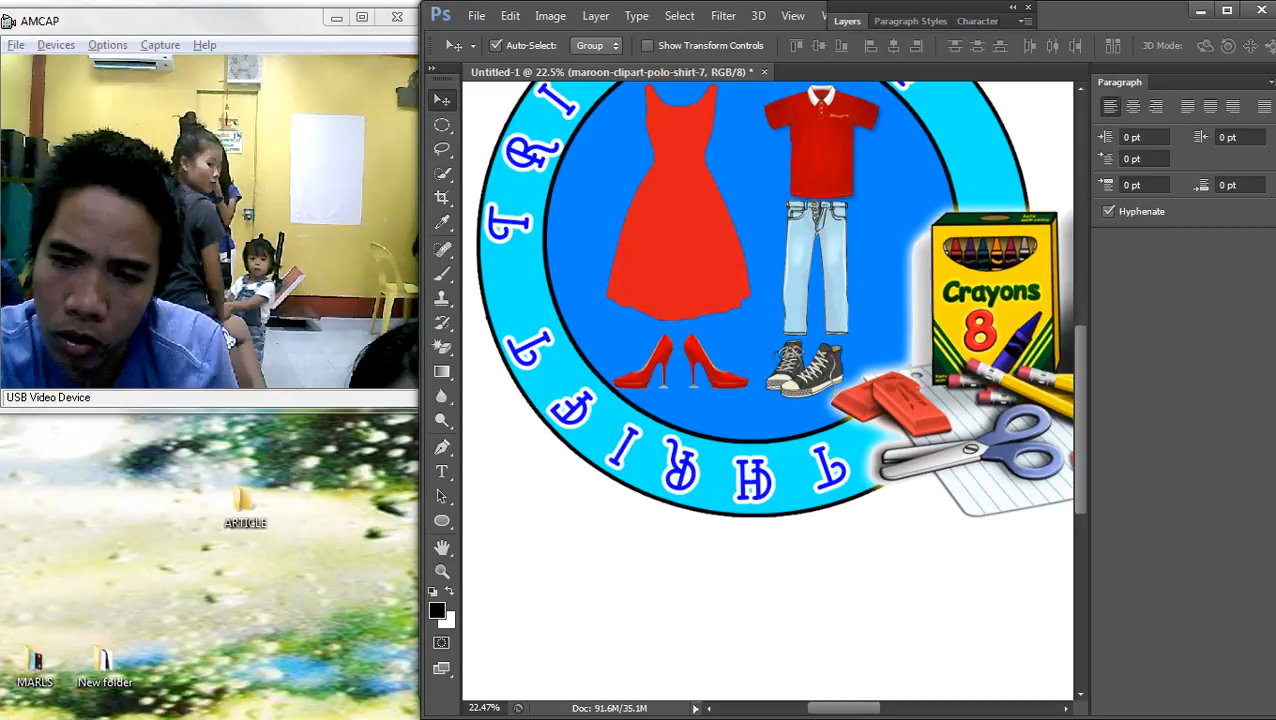 AMCAP
File Devices Options Capture Help
USB Video Device
ARTICLE
MARLS
New folder
Ps File Edit Image Layer Type Select Filter 3D View
Layers Paragraph Styles Character
Auto-Select: Group Show Transform Controls 3D Mode:
Untitled-1 @ 22.5% (maroon-clipart-polo-shirt-7, RGB/8) *
Paragraph
0 pt 0 pt
0 pt
0 pt 0 pt
Hyphenate
Crayons
8
22.47% Doc: 91.6M/35.1M